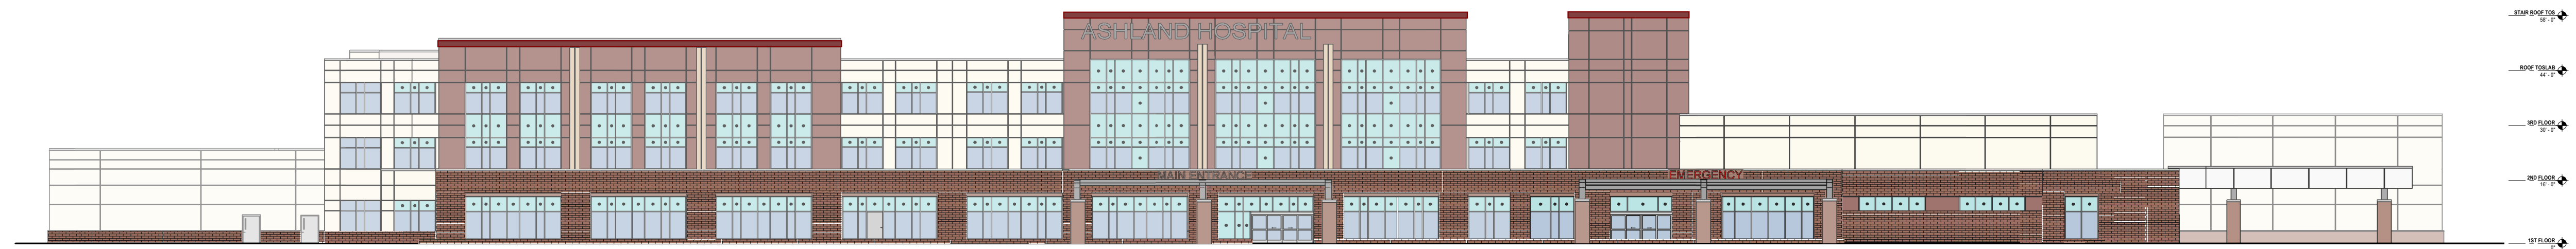 ASHLAND HOSPITAL
MAIN ENTRANCE
EMERGENCY
STAIR ROOF TOS
58' - 0"
ROOF TOSLAB
44' - 0"
3RD FLOOR
30' - 0"
2ND FLOOR
16' - 0"
1ST FLOOR
0"